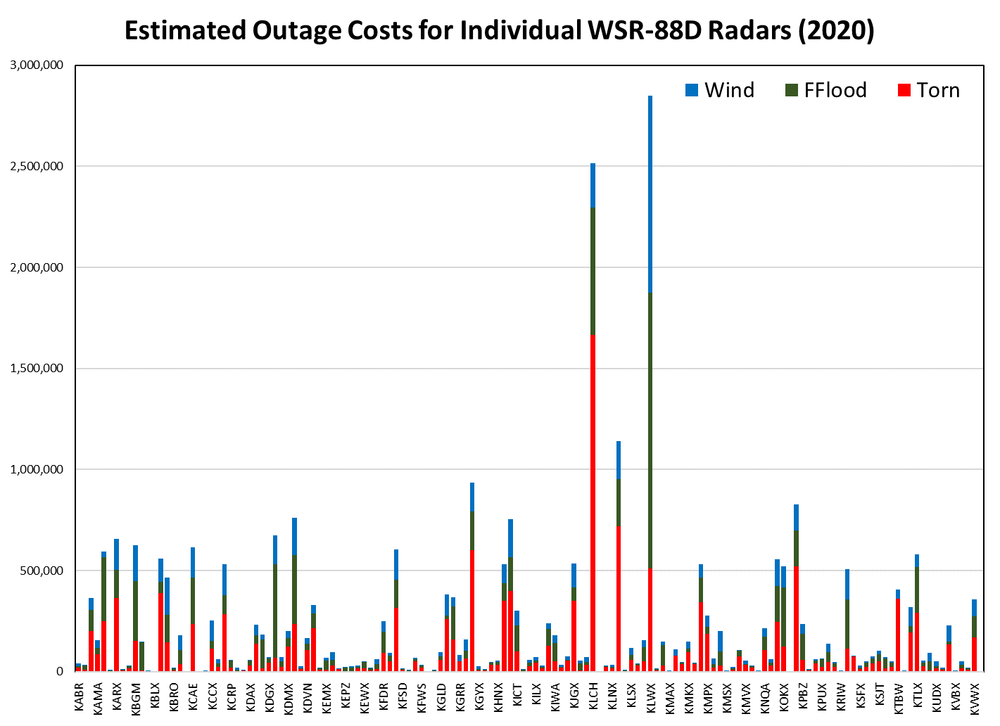 Estimated Outage Costs for Individual WSR-88D Radars (2020)
3,000,000
Wind FFlood Torn
2,500,000
2,000,000
1,500,000
1,000,000
500,000
0
KABR KAMA KARX KBGM KBLX KBRO KCAE KCCX KCRP KDAX KDGX KDMX KDVN KEMX KEPZ KEWX KFDR KFSD KFWS KGLD KGRR KGYX KHNX KICT KILX KIWA KJGX KLCH KLNX KLSX KLWX KMAX KMKX KMPX KMSX KMVX KNQA KOKX KPBZ KPUX KRIW KSFX KSJT KTBW KTLX KUDX KVBX KVWX